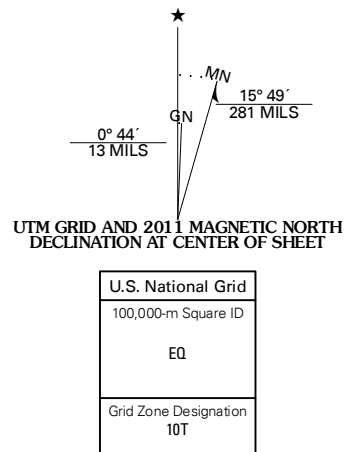 ★
MN
GN
15° 49´
281 MILS
0° 44´
13 MILS
UTM GRID AND 2011 MAGNETIC NORTH
DECLINATION AT CENTER OF SHEET
U.S. National Grid
100,000-m Square ID
EQ
Grid Zone Designation
10T